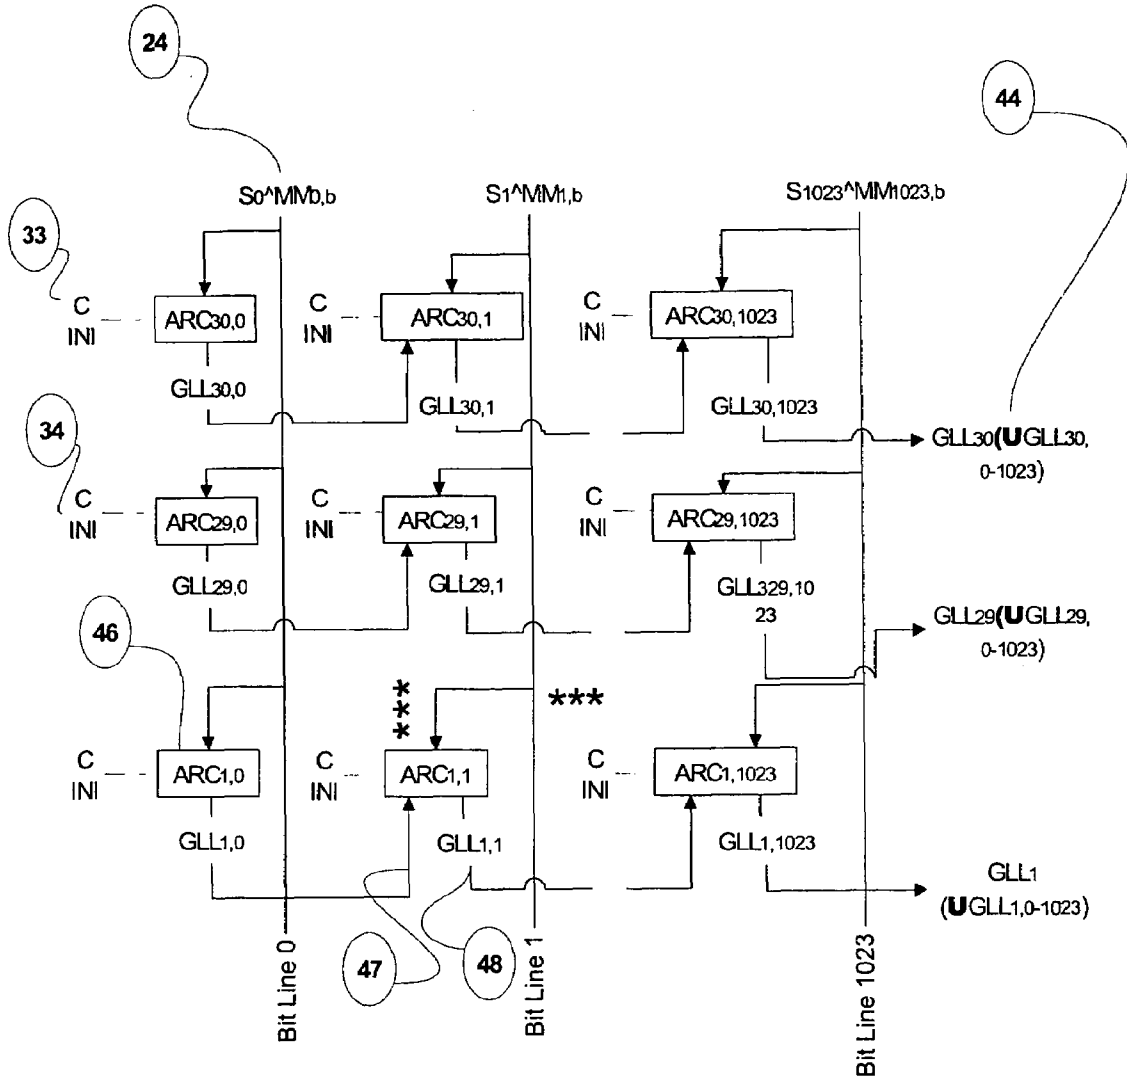 24
44
S0^MM0,b
S1^MM1,b
S1023^MM1023,b
33
C
INI
ARC30,0
C
INI
ARC30,1
C
INI
ARC30,1023
GLL30,0
GLL30,1
GLL30,1023
GLL30(UGLL30,
0-1023)
34
C
INI
ARC29,0
C
INI
ARC29,1
C
INI
ARC29,1023
GLL29,0
GLL29,1
GLL329,10
23
GLL29(UGLL29,
0-1023)
46
***
***
C
INI
ARC1,0
C
INI
ARC1,1
C
INI
ARC1,1023
GLL1,0
GLL1,1
GLL1,1023
GLL1
(UGLL1,0-1023)
47
48
Bit Line 0
Bit Line 1
Bit Line 1023